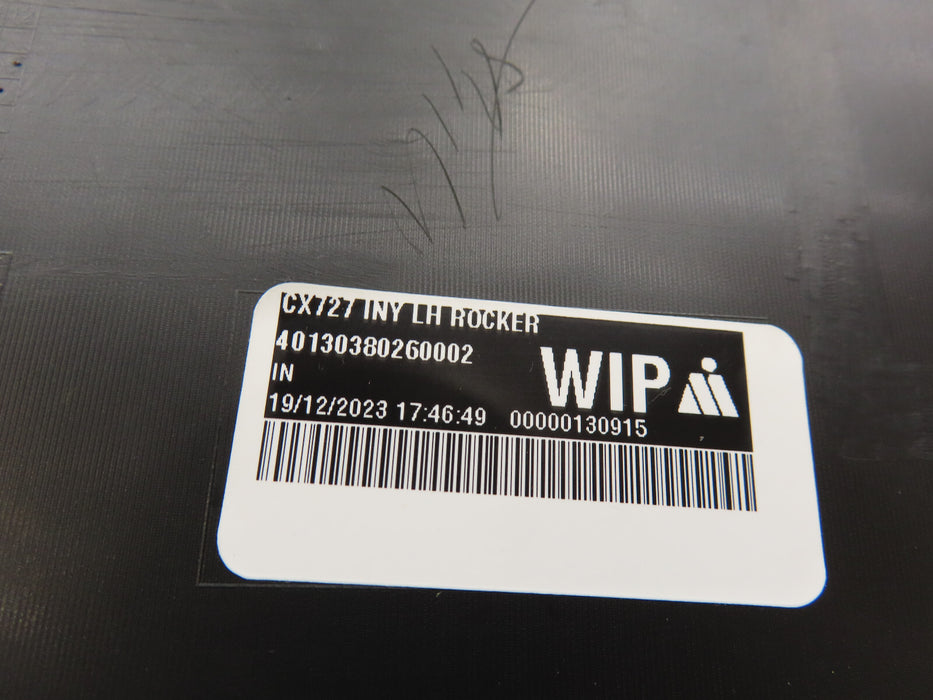 CX727 INY LH ROCKER
40130380260002
WIP
IN
19/12/2023 17:46:49 00000130915